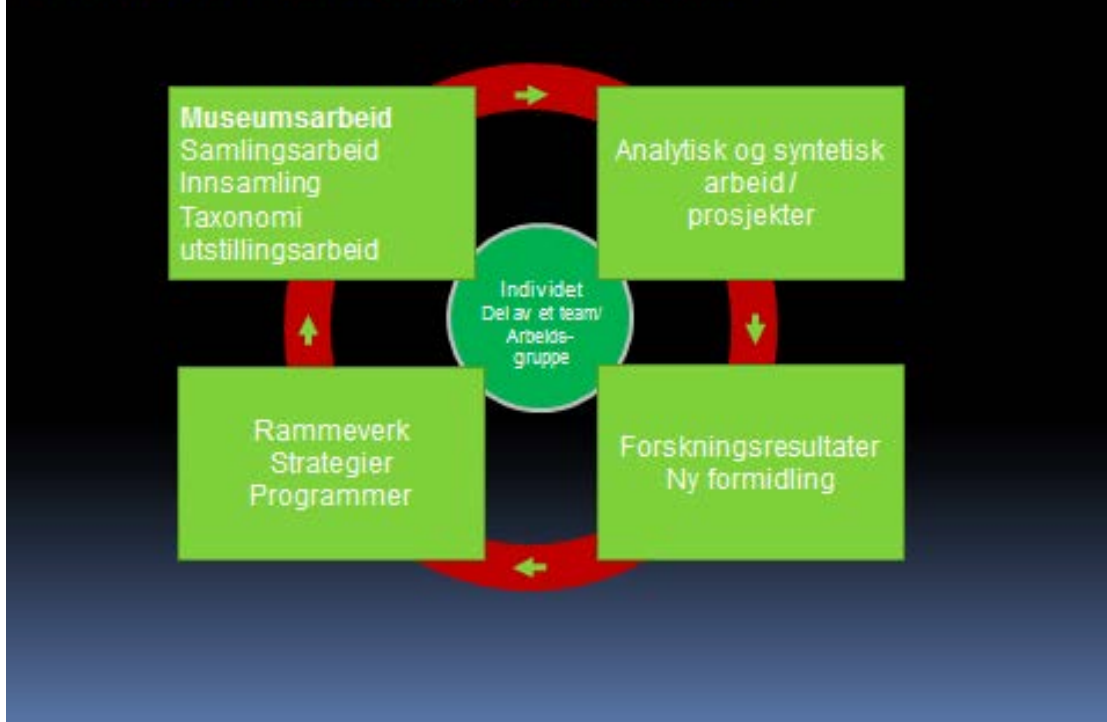 Museumsarbeid
Samlingsarbeid
Innsamling
Taxonomi
utstillingsarbeid
Analytisk og syntetisk
arbeid /
prosjekter
Individet
Del av et team/
Arbeids-
gruppe
Rammeverk
Strategier
Programmer
Forskningsresultater
Ny formidling